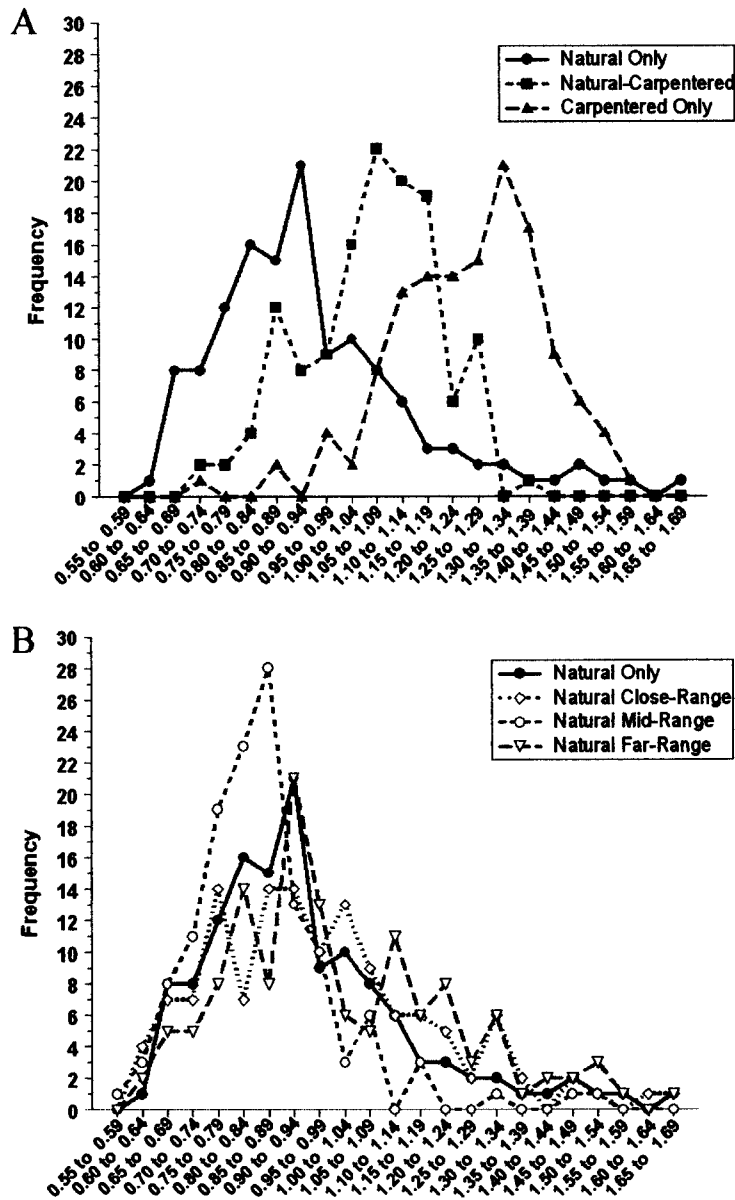 A
30
28
26
24
22
20
18
16
14
12
10
8
6
4
2
0
Frequency
Natural Only
Natural-Carpentered
Carpentered Only
0.55 to 0.59
0.60 to 0.64
0.65 to 0.69
0.70 to 0.74
0.75 to 0.79
0.80 to 0.84
0.85 to 0.89
0.90 to 0.94
0.95 to 0.99
1.00 to 1.04
1.05 to 1.09
1.10 to 1.14
1.15 to 1.19
1.20 to 1.24
1.25 to 1.29
1.30 to 1.34
1.35 to 1.39
1.40 to 1.44
1.45 to 1.49
1.50 to 1.54
1.55 to 1.59
1.60 to 1.64
1.65 to 1.69
B
30
28
26
24
22
20
18
16
14
12
10
8
6
4
2
0
Frequency
Natural Only
Natural Close-Range
Natural Mid-Range
Natural Far-Range
0.55 to 0.59
0.60 to 0.64
0.65 to 0.69
0.70 to 0.74
0.75 to 0.79
0.80 to 0.84
0.85 to 0.89
0.90 to 0.94
0.95 to 0.99
1.00 to 1.04
1.05 to 1.09
1.10 to 1.14
1.15 to 1.19
1.20 to 1.24
1.25 to 1.29
1.30 to 1.34
1.35 to 1.39
1.40 to 1.44
1.45 to 1.49
1.50 to 1.54
1.55 to 1.59
1.60 to 1.64
1.65 to 1.69